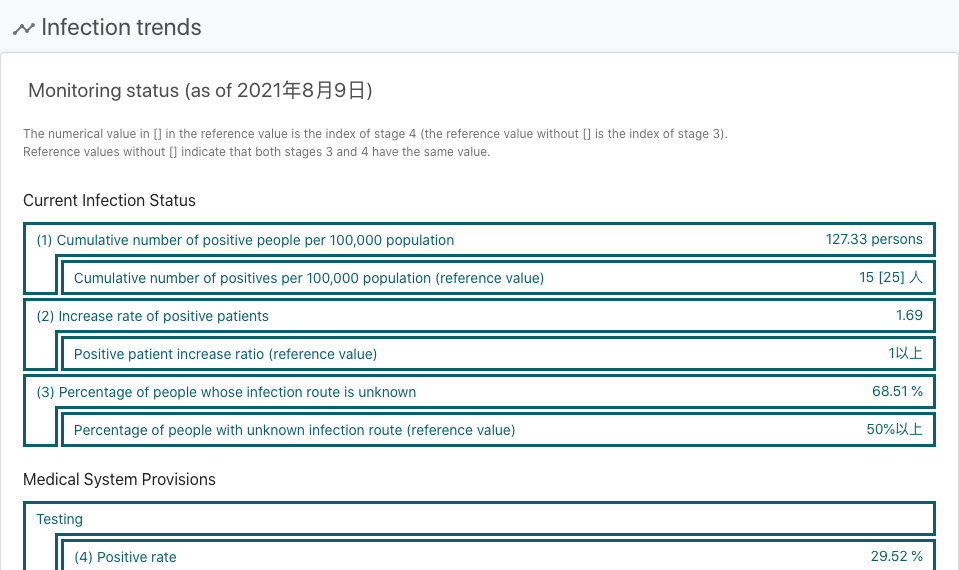 Infection trends
Monitoring status (as of 2021年8月9日)
The numerical value in [] in the reference value is the index of stage 4 (the reference value without [] is the index of stage 3).
Reference values without [] indicate that both stages 3 and 4 have the same value.
Current Infection Status
(1) Cumulative number of positive people per 100,000 population 127.33 persons
Cumulative number of positives per 100,000 population (reference value) 15 [25] 人
(2) Increase rate of positive patients 1.69
Positive patient increase ratio (reference value) 1以上
(3) Percentage of people whose infection route is unknown 68.51 %
Percentage of people with unknown infection route (reference value) 50%以上
Medical System Provisions
Testing
(4) Positive rate 29.52 %